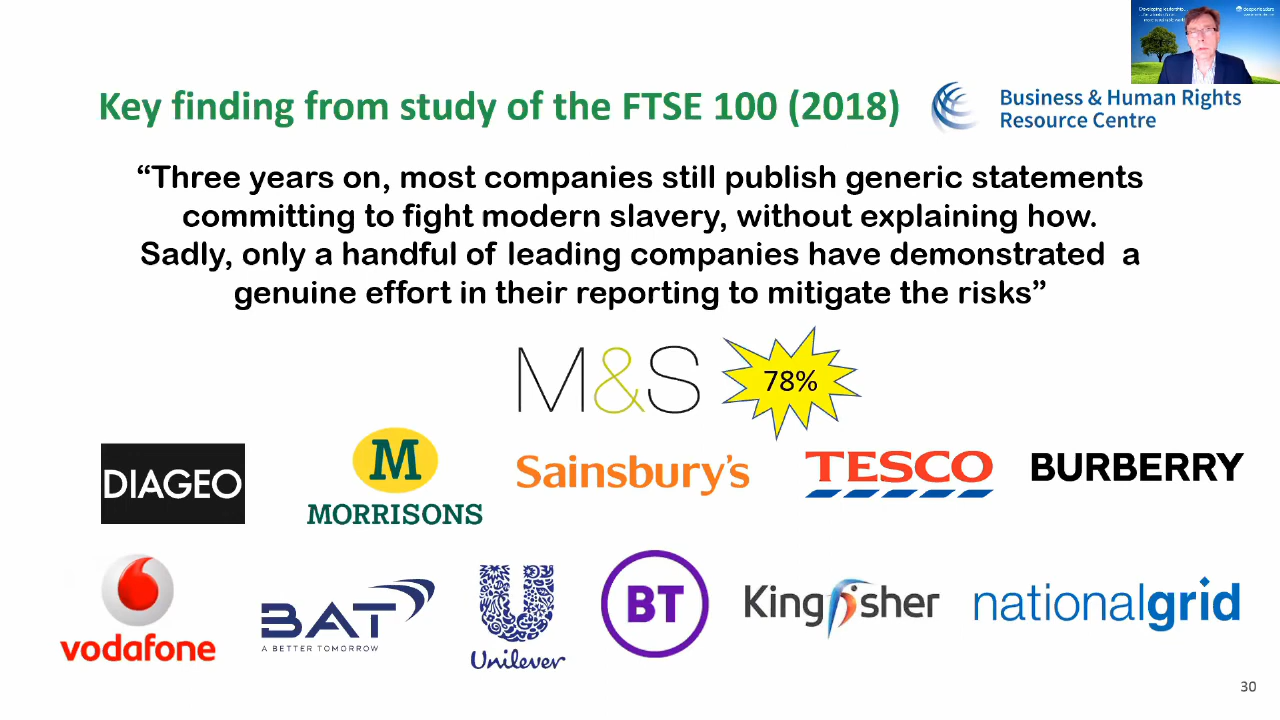 Developing leadership...
Key finding from study of the FTSE 100 (2018)
Business & Human Rights
Resource Centre
“Three years on, most companies still publish generic statements
committing to fight modern slavery, without explaining how.
Sadly, only a handful of leading companies have demonstrated a
genuine effort in their reporting to mitigate the risks”
M&S
78%
DIAGEO
M
MORRISONS
Sainsbury's
TESCO
BURBERRY
vodafone
BAT
A BETTER TOMORROW
Unilever
BT
Kingfisher
nationalgrid
30